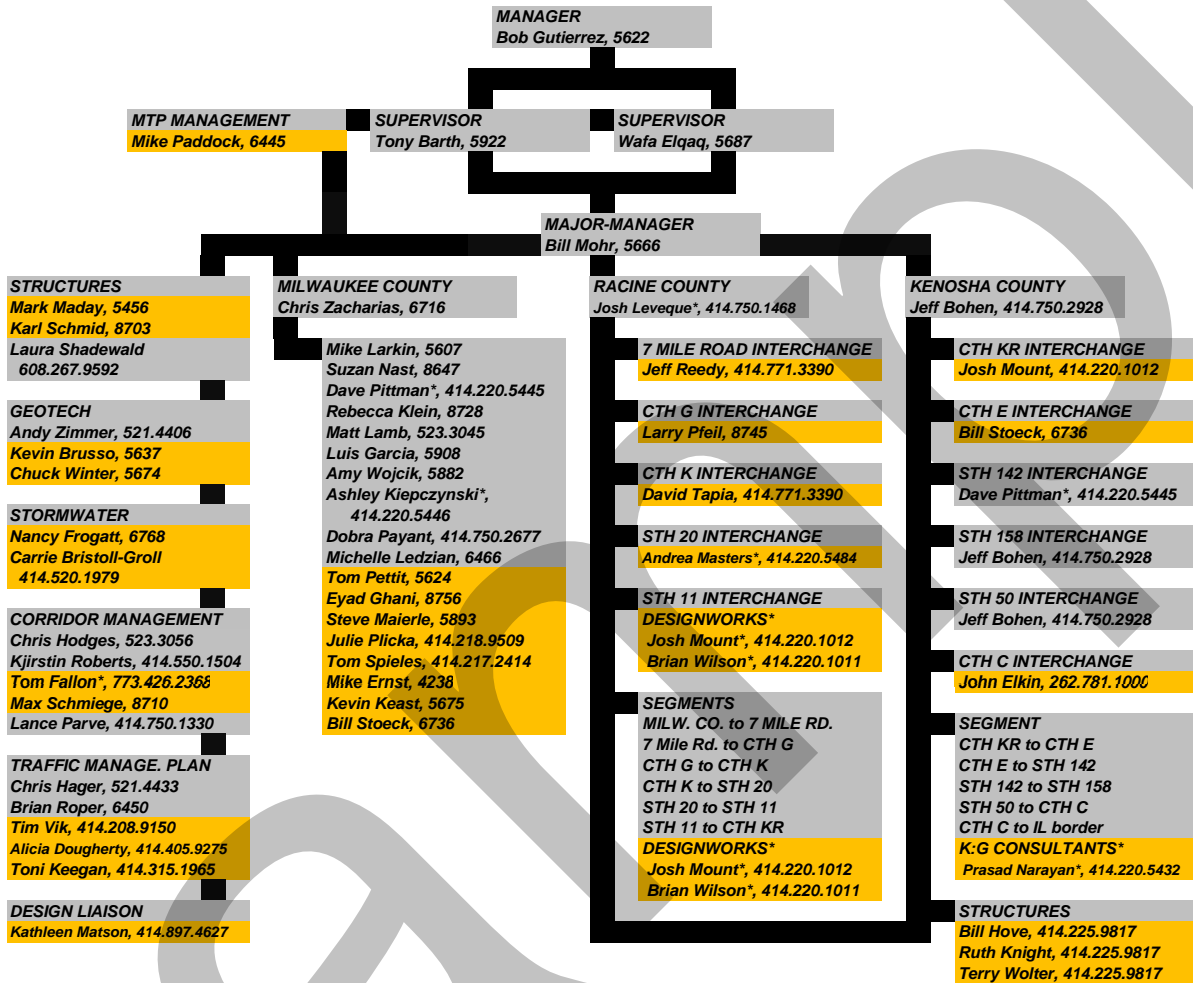 MANAGER
Bob Gutierrez, 5622
MTP MANAGEMENT
Mike Paddock, 6445
SUPERVISOR
Tony Barth, 5922
SUPERVISOR
Wafa Elqaq, 5687
MAJOR-MANAGER
Bill Mohr, 5666
STRUCTURES
Mark Maday, 5456
Karl Schmid, 8703
Laura Shadewald
608.267.9592
GEOTECH
Andy Zimmer, 521.4406
Kevin Brusso, 5637
Chuck Winter, 5674
STORMWATER
Nancy Frogatt, 6768
Carrie Bristoll-Groll
414.520.1979
CORRIDOR MANAGEMENT
Chris Hodges, 523.3056
Kjirstin Roberts, 414.550.1504
Tom Fallon*, 773.426.2368
Max Schmiege, 8710
Lance Parve, 414.750.1330
TRAFFIC MANAGE. PLAN
Chris Hager, 521.4433
Brian Roper, 6450
Tim Vik, 414.208.9150
Alicia Dougherty, 414.405.9275
Toni Keegan, 414.315.1965
DESIGN LIAISON
Kathleen Matson, 414.897.4627
MILWAUKEE COUNTY
Chris Zacharias, 6716
Mike Larkin, 5607
Suzan Nast, 8647
Dave Pittman*, 414.220.5445
Rebecca Klein, 8728
Matt Lamb, 523.3045
Luis Garcia, 5908
Amy Wojcik, 5882
Ashley Kiepczynski*,
414.220.5446
Dobra Payant, 414.750.2677
Michelle Ledzian, 6466
Tom Pettit, 5624
Eyad Ghani, 8756
Steve Maierle, 5893
Julie Plicka, 414.218.9509
Tom Spieles, 414.217.2414
Mike Ernst, 4238
Kevin Keast, 5675
Bill Stoeck, 6736
RACINE COUNTY
Josh Leveque*, 414.750.1468
7 MILE ROAD INTERCHANGE
Jeff Reedy, 414.771.3390
CTH G INTERCHANGE
Larry Pfeil, 8745
CTH K INTERCHANGE
David Tapia, 414.771.3390
STH 20 INTERCHANGE
Andrea Masters*, 414.220.5484
STH 11 INTERCHANGE
DESIGNWORKS*
Josh Mount*, 414.220.1012
Brian Wilson*, 414.220.1011
SEGMENTS
MILW. CO. to 7 MILE RD.
7 Mile Rd. to CTH G
CTH G to CTH K
CTH K to STH 20
STH 20 to STH 11
STH 11 to CTH KR
DESIGNWORKS*
Josh Mount*, 414.220.1012
Brian Wilson*, 414.220.1011
KENOSHA COUNTY
Jeff Bohen, 414.750.2928
CTH KR INTERCHANGE
Josh Mount, 414.220.1012
CTH E INTERCHANGE
Bill Stoeck, 6736
STH 142 INTERCHANGE
Dave Pittman*, 414.220.5445
STH 158 INTERCHANGE
Jeff Bohen, 414.750.2928
STH 50 INTERCHANGE
Jeff Bohen, 414.750.2928
CTH C INTERCHANGE
John Elkin, 262.781.1000
SEGMENT
CTH KR to CTH E
CTH E to STH 142
STH 142 to STH 158
STH 50 to CTH C
CTH C to IL border
K:G CONSULTANTS*
Prasad Narayan*, 414.220.5432
STRUCTURES
Bill Hove, 414.225.9817
Ruth Knight, 414.225.9817
Terry Wolter, 414.225.9817